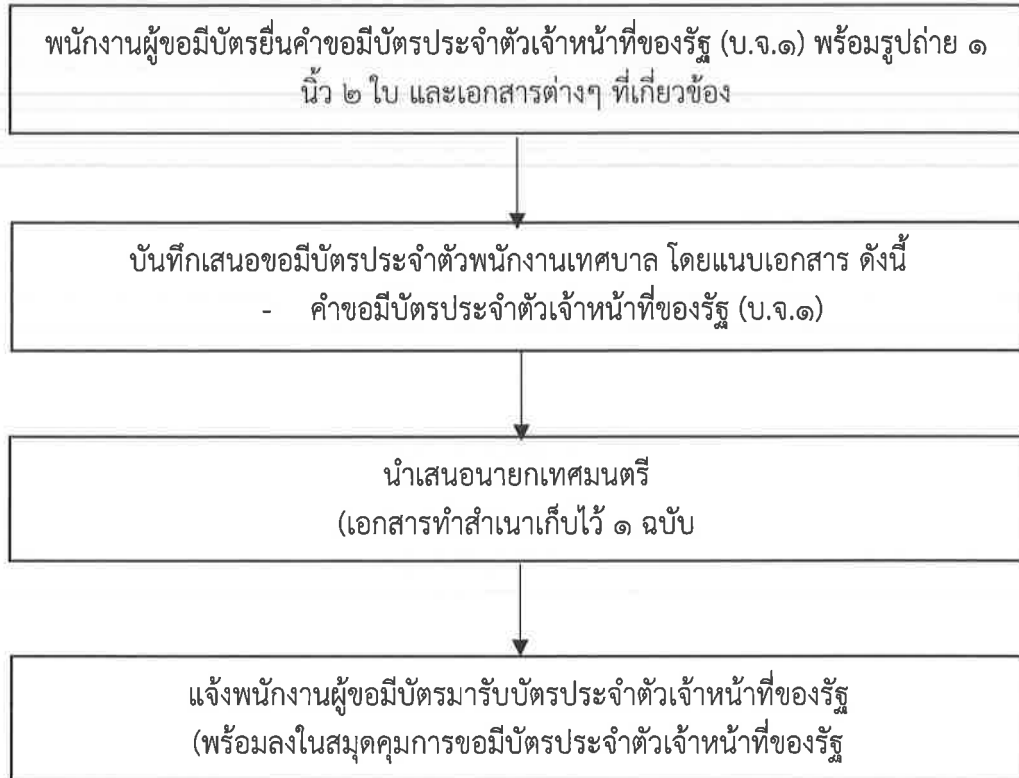 พนักงานผู้ขอมีบัตรยื่นคำขอมีบัตรประจำตัวเจ้าหน้าที่ของรัฐ (บ.จ.๑) พร้อมรูปถ่าย ๑
นิ้ว ๒ ใบ และเอกสารต่างๆ ที่เกี่ยวข้อง
บันทึกเสนอขอมีบัตรประจำตัวพนักงานเทศบาล โดยแนบเอกสาร ดังนี้
- คำขอมีบัตรประจำตัวเจ้าหน้าที่ของรัฐ (บ.จ.๑)
นำเสนอนายกเทศมนตรี
(เอกสารทำสำเนาเก็บไว้ ๑ ฉบับ
แจ้งพนักงานผู้ขอมีบัตรมารับบัตรประจำตัวเจ้าหน้าที่ของรัฐ
(พร้อมลงในสมุดคุมการขอมีบัตรประจำตัวเจ้าหน้าที่ของรัฐ